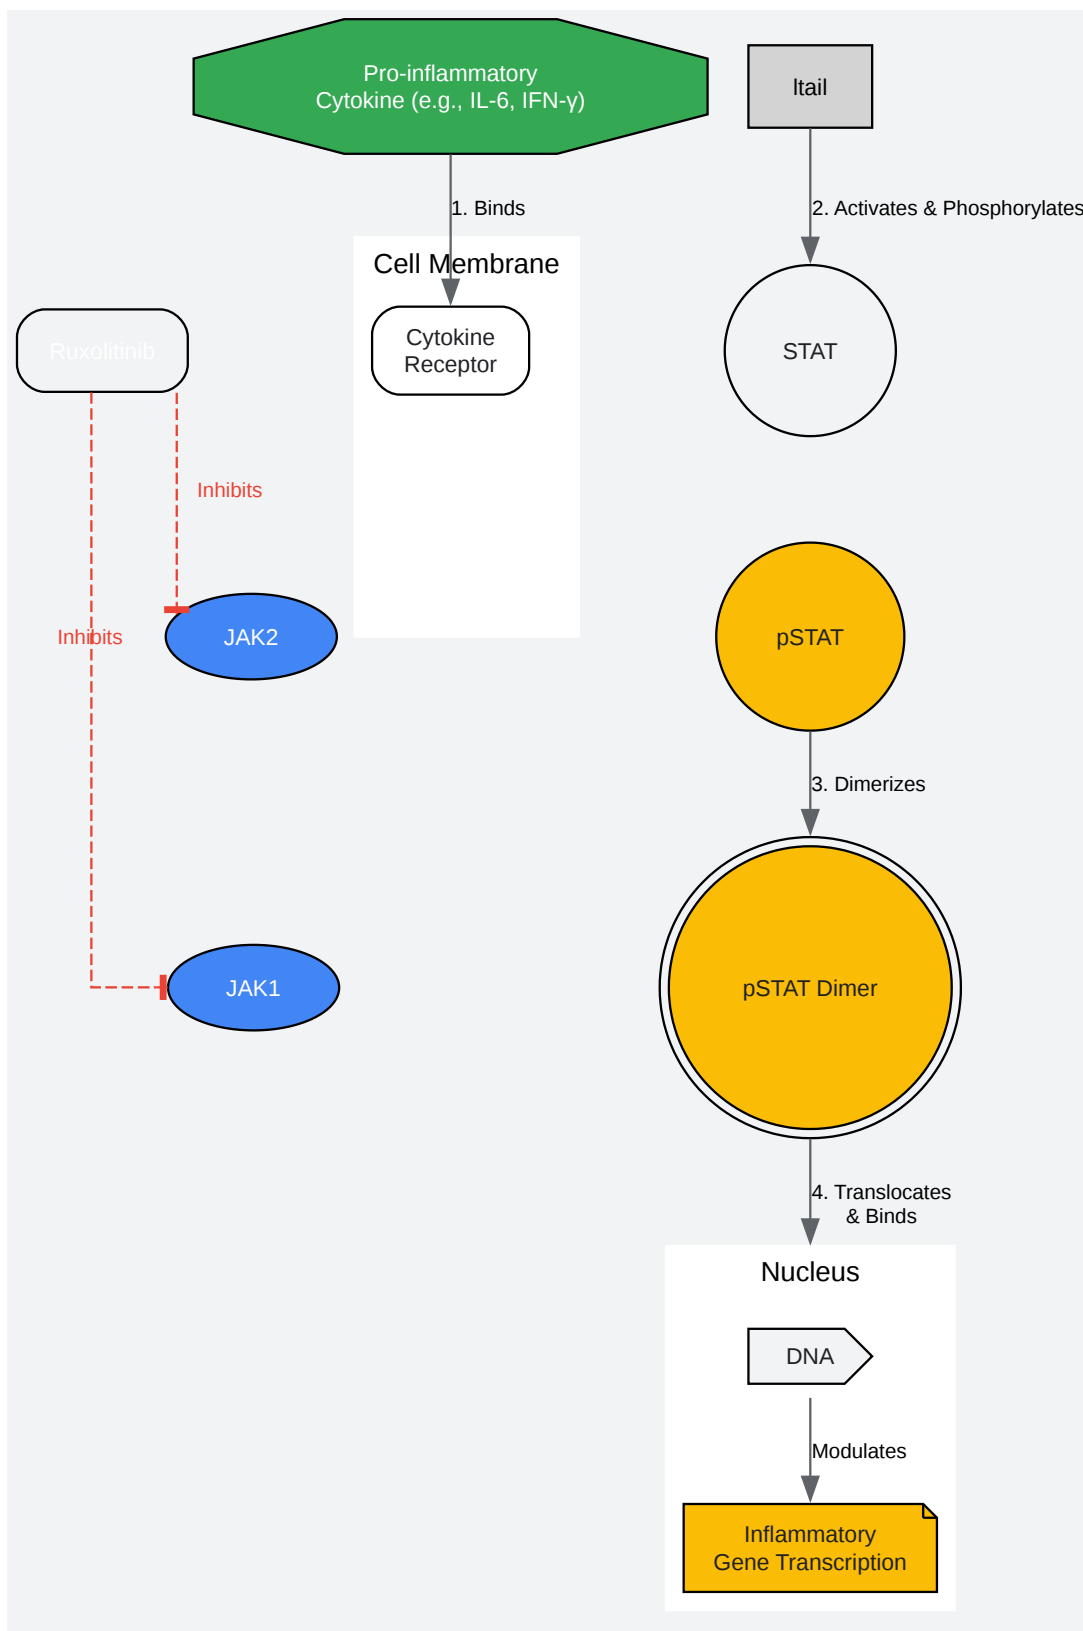 Pro-inflammatory
Cytokine (e.g., IL-6, IFN-γ)
ltail
1. Binds
2. Activates & Phosphorylates
Cell Membrane
Cytokine
Receptor
Ruxolitinib
STAT
Inhibits
Inhibits
JAK2
pSTAT
3. Dimerizes
JAK1
pSTAT Dimer
4. Translocates
& Binds
Nucleus
DNA
Modulates
Inflammatory
Gene Transcription